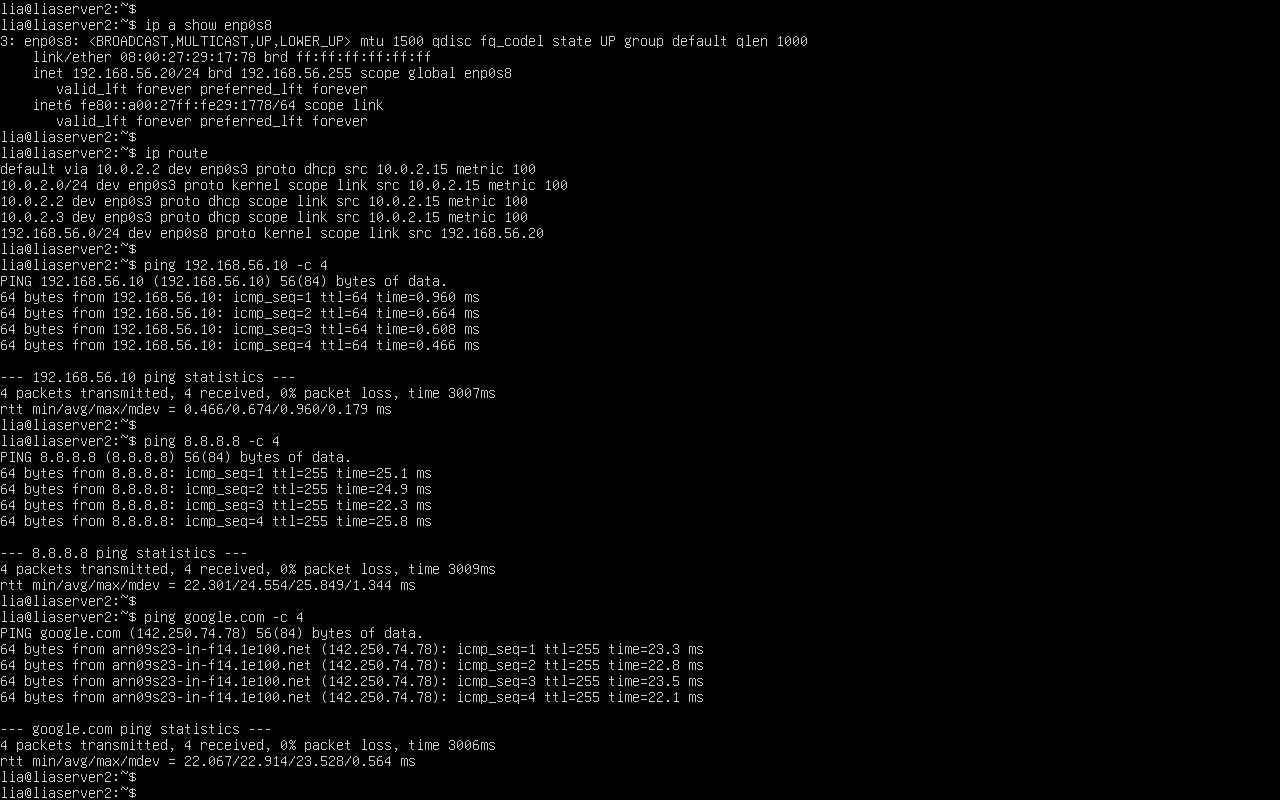 lia@liaserver2:~$
lia@liaserver2:~$ ip a show enp0s8
3: enp0s8: <BROADCAST,MULTICAST,UP,LOWER_UP> mtu 1500 qdisc fq_codel state UP group default qlen 1000
    link/ether 08:00:27:29:17:78 brd ff:ff:ff:ff:ff:ff
    inet 192.168.56.20/24 brd 192.168.56.255 scope global enp0s8
       valid_lft forever preferred_lft forever
    inet6 fe80::a00:27ff:fe29:1778/64 scope link
       valid_lft forever preferred_lft forever
lia@liaserver2:~$
lia@liaserver2:~$ ip route
default via 10.0.2.2 dev enp0s3 proto dhcp src 10.0.2.15 metric 100
10.0.2.0/24 dev enp0s3 proto kernel scope link src 10.0.2.15 metric 100
10.0.2.2 dev enp0s3 proto dhcp scope link src 10.0.2.15 metric 100
10.0.2.3 dev enp0s3 proto dhcp scope link src 10.0.2.15 metric 100
192.168.56.0/24 dev enp0s8 proto kernel scope link src 192.168.56.20
lia@liaserver2:~$
lia@liaserver2:~$ ping 192.168.56.10 -c 4
PING 192.168.56.10 (192.168.56.10) 56(84) bytes of data.
64 bytes from 192.168.56.10: icmp_seq=1 ttl=64 time=0.960 ms
64 bytes from 192.168.56.10: icmp_seq=2 ttl=64 time=0.664 ms
64 bytes from 192.168.56.10: icmp_seq=3 ttl=64 time=0.608 ms
64 bytes from 192.168.56.10: icmp_seq=4 ttl=64 time=0.466 ms

--- 192.168.56.10 ping statistics ---
4 packets transmitted, 4 received, 0% packet loss, time 3007ms
rtt min/avg/max/mdev = 0.466/0.674/0.960/0.179 ms
lia@liaserver2:~$
lia@liaserver2:~$ ping 8.8.8.8 -c 4
PING 8.8.8.8 (8.8.8.8) 56(84) bytes of data.
64 bytes from 8.8.8.8: icmp_seq=1 ttl=255 time=25.1 ms
64 bytes from 8.8.8.8: icmp_seq=2 ttl=255 time=24.9 ms
64 bytes from 8.8.8.8: icmp_seq=3 ttl=255 time=22.3 ms
64 bytes from 8.8.8.8: icmp_seq=4 ttl=255 time=25.8 ms

--- 8.8.8.8 ping statistics ---
4 packets transmitted, 4 received, 0% packet loss, time 3009ms
rtt min/avg/max/mdev = 22.301/24.554/25.849/1.344 ms
lia@liaserver2:~$
lia@liaserver2:~$ ping google.com -c 4
PING google.com (142.250.74.78) 56(84) bytes of data.
64 bytes from arn09s23-in-f14.1e100.net (142.250.74.78): icmp_seq=1 ttl=255 time=23.3 ms
64 bytes from arn09s23-in-f14.1e100.net (142.250.74.78): icmp_seq=2 ttl=255 time=22.8 ms
64 bytes from arn09s23-in-f14.1e100.net (142.250.74.78): icmp_seq=3 ttl=255 time=23.5 ms
64 bytes from arn09s23-in-f14.1e100.net (142.250.74.78): icmp_seq=4 ttl=255 time=22.1 ms

--- google.com ping statistics ---
4 packets transmitted, 4 received, 0% packet loss, time 3006ms
rtt min/avg/max/mdev = 22.067/22.914/23.528/0.564 ms
lia@liaserver2:~$
lia@liaserver2:~$